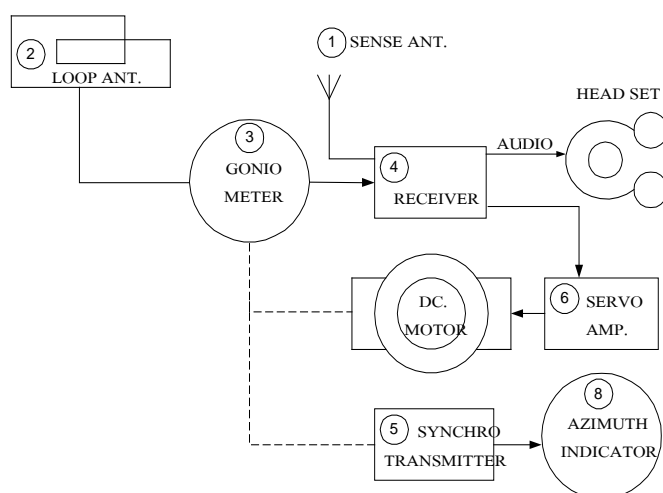 1 SENSE ANT.
2
LOOP ANT.
HEAD SET
3
GONIO
METER
AUDIO
4
RECEIVER
DC.
MOTOR
6 SERVO
AMP.
8
AZIMUTH
INDICATOR
5 SYNCHRO
TRANSMITTER